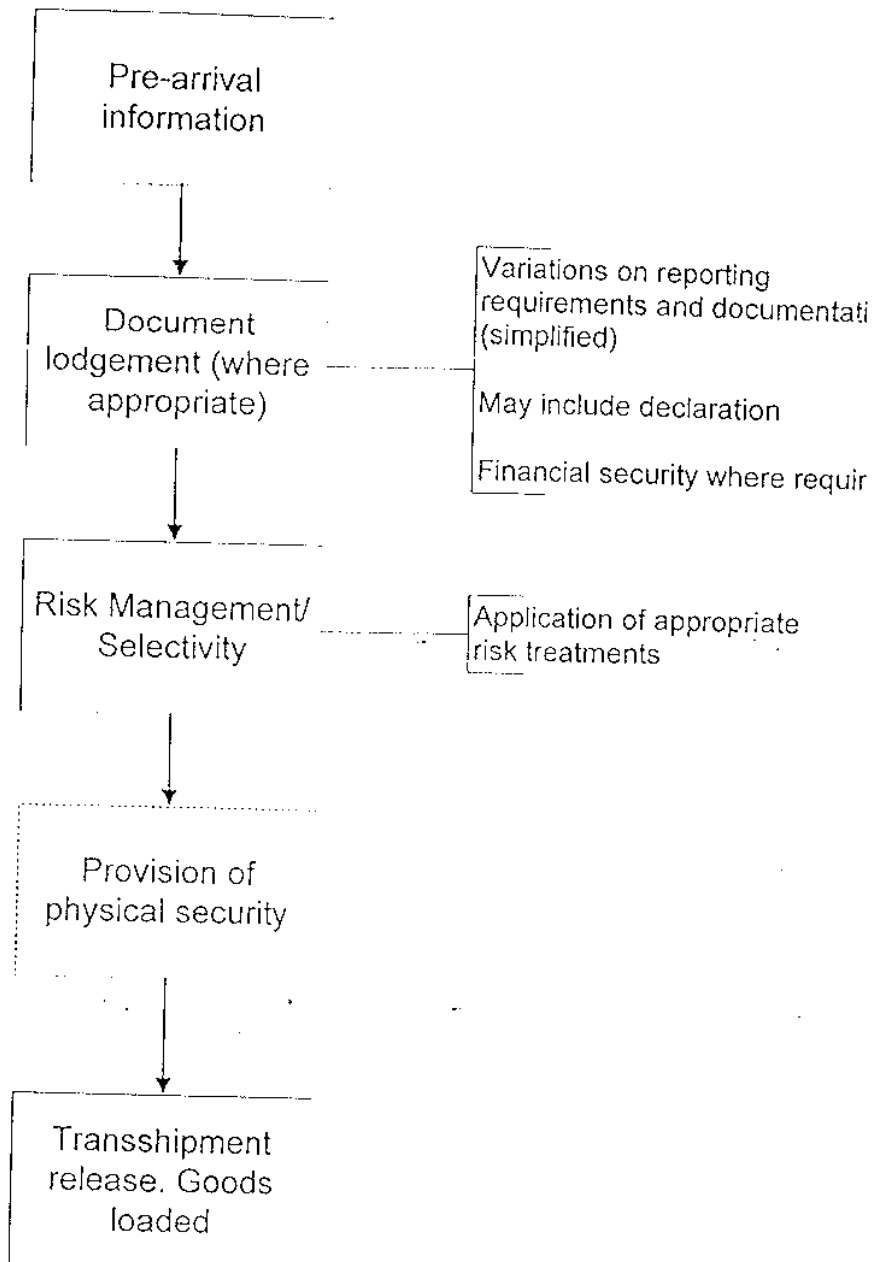 Pre-arrival
information
Document
lodgement (where
appropriate)
Variations on reporting
requirements and documentati
(simplified)
May include declaration
Financial security where requir
Risk Management/
Selectivity
Application of appropriate
risk treatments
Provision of
physical security
Transshipment
release. Goods
loaded